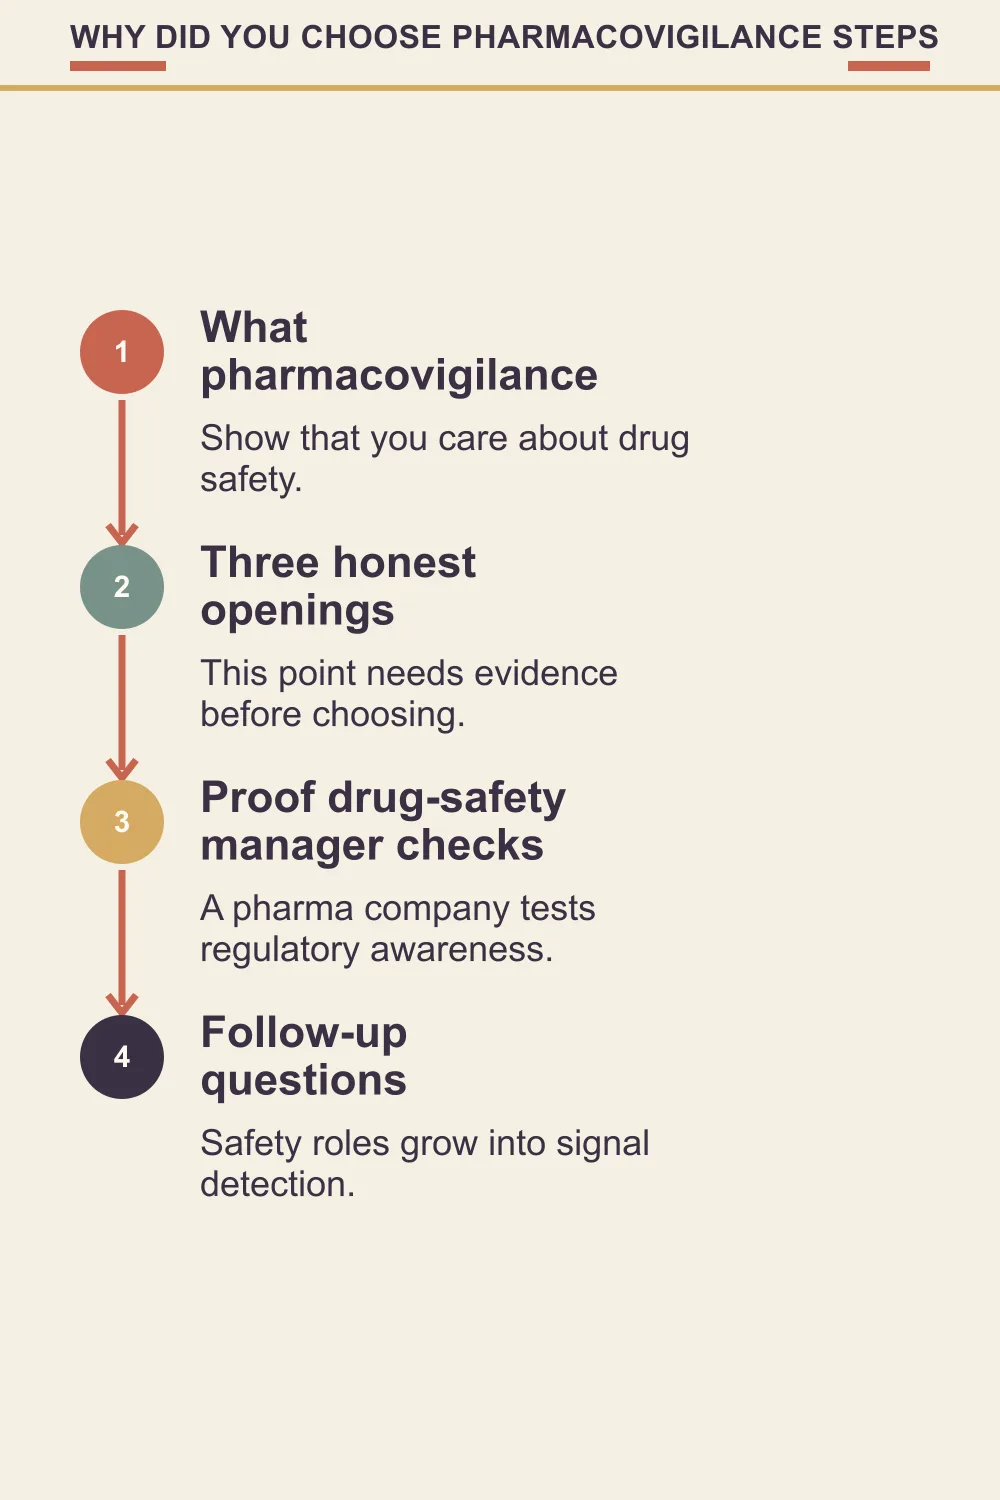 WHY DID YOU CHOOSE PHARMACOVIGILANCE STEPS
1
What
pharmacovigilance
Show that you care about drug
safety.
2
Three honest
openings
This point needs evidence
before choosing.
3
Proof drug-safety
manager checks
A pharma company tests
regulatory awareness.
4
Follow-up
questions
Safety roles grow into signal
detection.